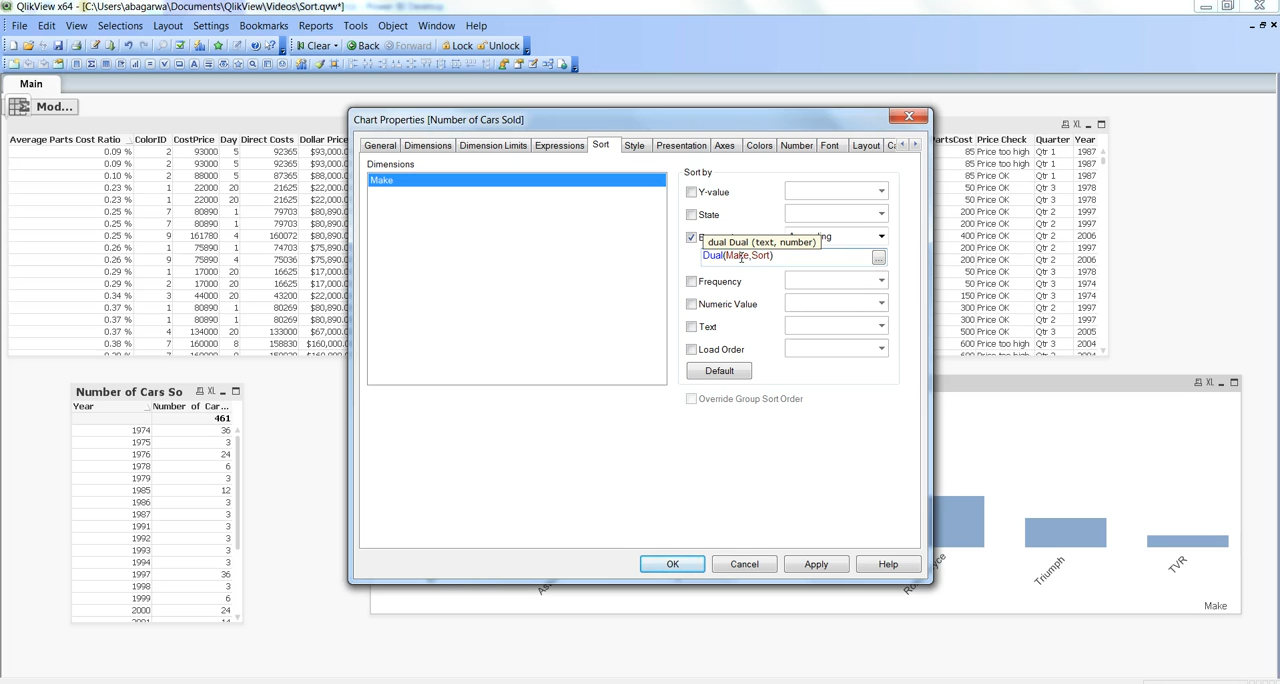 QlikView x64 - [C:\Users\abagarwa\Documents\QlikView\Videos\Sort.qvw*]
File Edit View Selections Layout Settings Bookmarks Reports Tools Object Window Help
Clear Back Forward Lock Unlock
Main
Mod...
Average Parts Cost Ratio ColorID CostPrice Day Direct Costs Dollar Price
0.09 % 2 93000 5 92365 $93,000.0
0.09 % 2 93000 5 92365 $93,000.0
0.10 % 2 88000 5 87365 $88,000.0
0.23 % 1 22000 20 21625 $22,000.0
0.23 % 1 22000 20 21625 $22,000.0
0.25 % 7 80890 1 79703 $80,890.0
0.25 % 7 80890 1 79703 $80,890.0
0.25 % 9 161780 4 160072 $80,890.0
0.26 % 1 75890 1 74703 $75,890.0
0.26 % 9 75890 4 75036 $75,890.0
0.29 % 1 17000 20 16625 $17,000.0
0.29 % 2 17000 20 16625 $17,000.0
0.34 % 3 44000 20 43200 $22,000.0
0.37 % 1 80890 1 80269 $80,890.0
0.37 % 1 80890 1 80269 $80,890.0
0.37 % 4 134000 20 133000 $67,000.0
0.38 % 7 160000 8 158830 $160,000.0
Chart Properties [Number of Cars Sold]
General Dimensions Dimension Limits Expressions Sort Style Presentation Axes Colors Number Font Layout
Dimensions
Make
Sort by
Y-value
State
dual Dual (text, number)
Dual(Make,Sort)
...
Frequency
Numeric Value
Text
Load Order
Default
Override Group Sort Order
OK Cancel Apply Help
XL
artsCost Price Check Quarter Year
85 Price too high Qtr 1 1987
85 Price too high Qtr 1 1987
85 Price OK Qtr 1 1987
50 Price OK Qtr 3 1978
50 Price OK Qtr 3 1978
200 Price OK Qtr 2 1997
200 Price OK Qtr 2 1997
400 Price OK Qtr 2 2006
200 Price OK Qtr 2 1997
200 Price OK Qtr 2 2006
50 Price OK Qtr 3 1978
50 Price OK Qtr 3 1974
150 Price OK Qtr 3 1974
300 Price OK Qtr 2 1997
300 Price OK Qtr 2 1997
500 Price OK Qtr 3 2005
600 Price too high Qtr 3 2004
Number of Cars So XL
Year Number of Car...
461
1974 36
1975 3
1976 24
1978 6
1979 3
1985 12
1986 3
1987 3
1991 3
1992 3
1993 3
1994 3
1997 36
1998 3
1999 6
2000 24
2001 14
XL
Triumph
TVR
Make